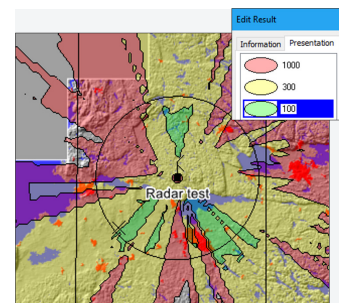 Edit Result
Information Presentation
1000
300
100
Radar test